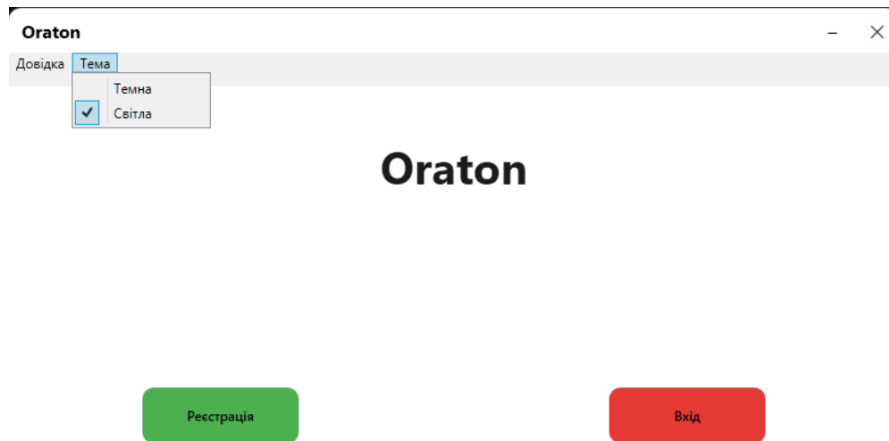 Oraton
Довідка Тема
Темна
Світла
Oraton
Реєстрація Вхід